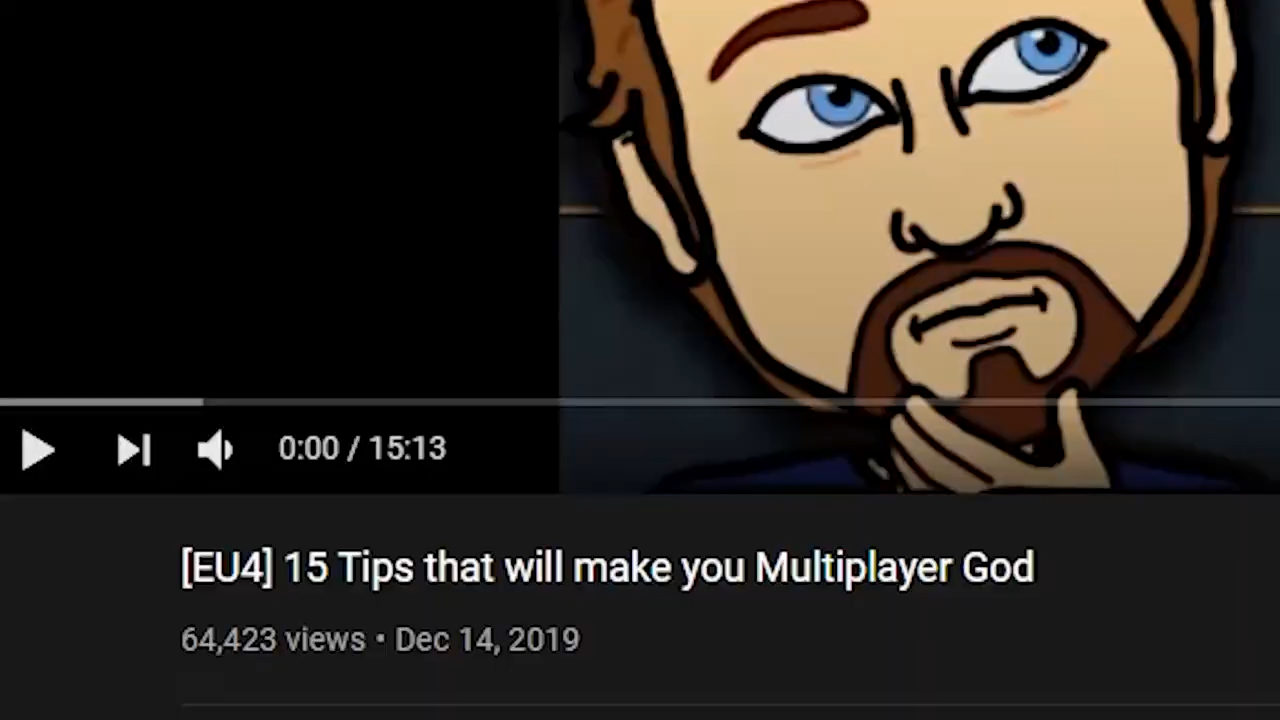 0:00 / 15:13
[EU4] 15 Tips that will make you Multiplayer God
64,423 views • Dec 14, 2019